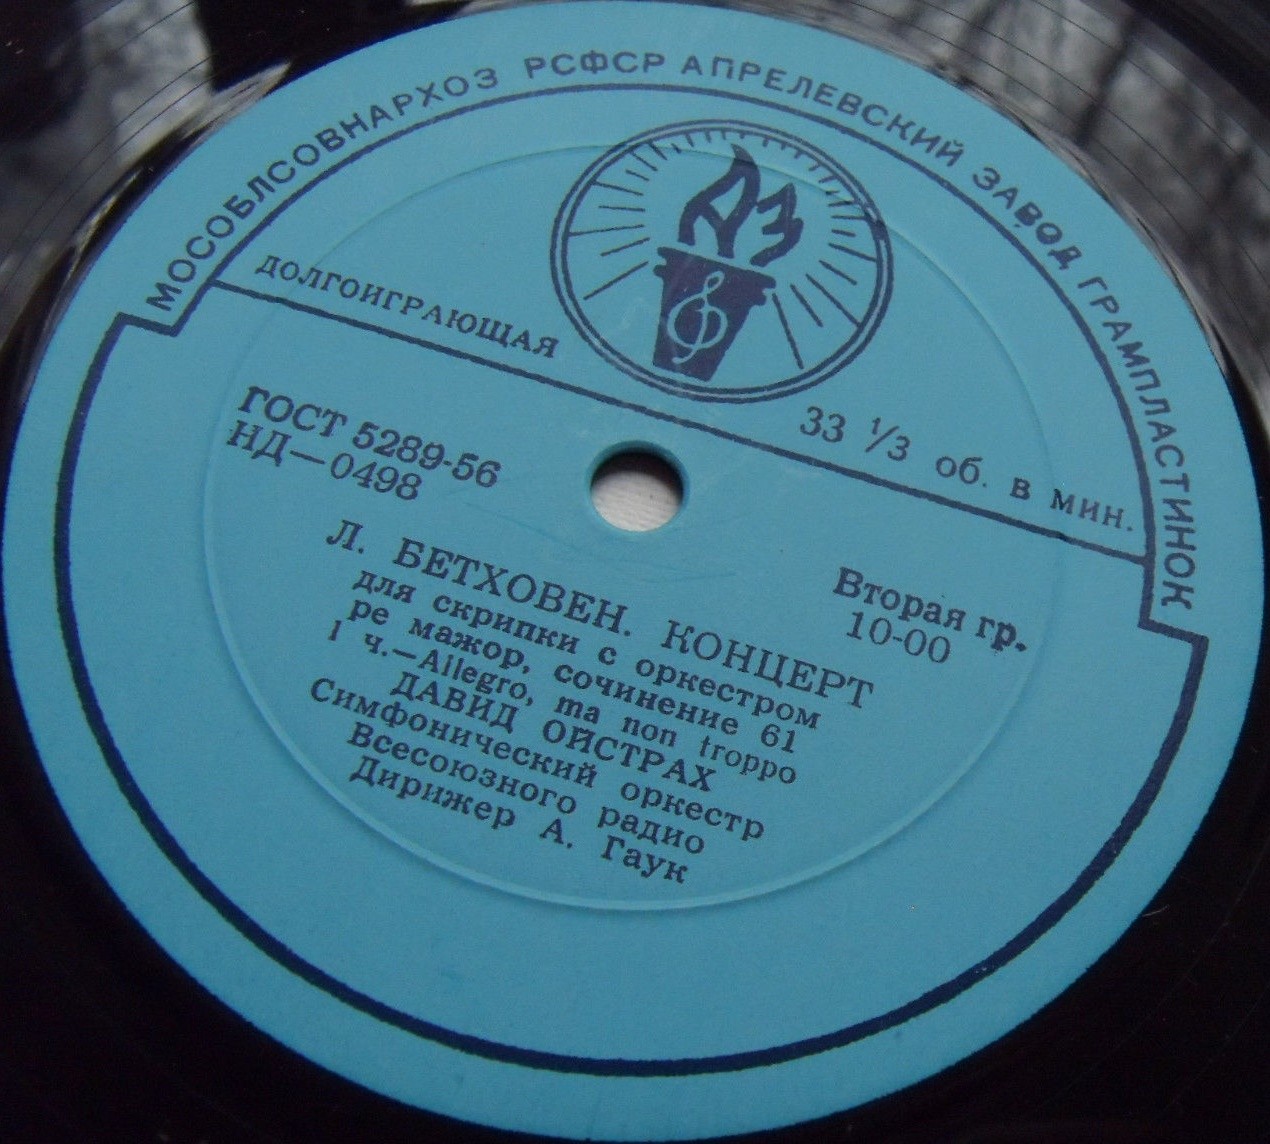 МОСОБЛСОВНАРХОЗ РСФСР АПРЕЛЕВСКИЙ ЗАВОД ГРАМПЛАСТИНОК
АЗ
ДОЛГОИГРАЮЩАЯ
33 1/3 об. в мин.
ГОСТ 5289-56
НД—0498
Вторая гр.
10-00
Л. БЕТХОВЕН. КОНЦЕРТ
для скрипки с оркестром
ре мажор, сочинение 61
I ч.—Allegro, ma non troppo
ДАВИД ОЙСТРАХ
Симфонический оркестр
Всесоюзного радио
Дирижер А. Гаук